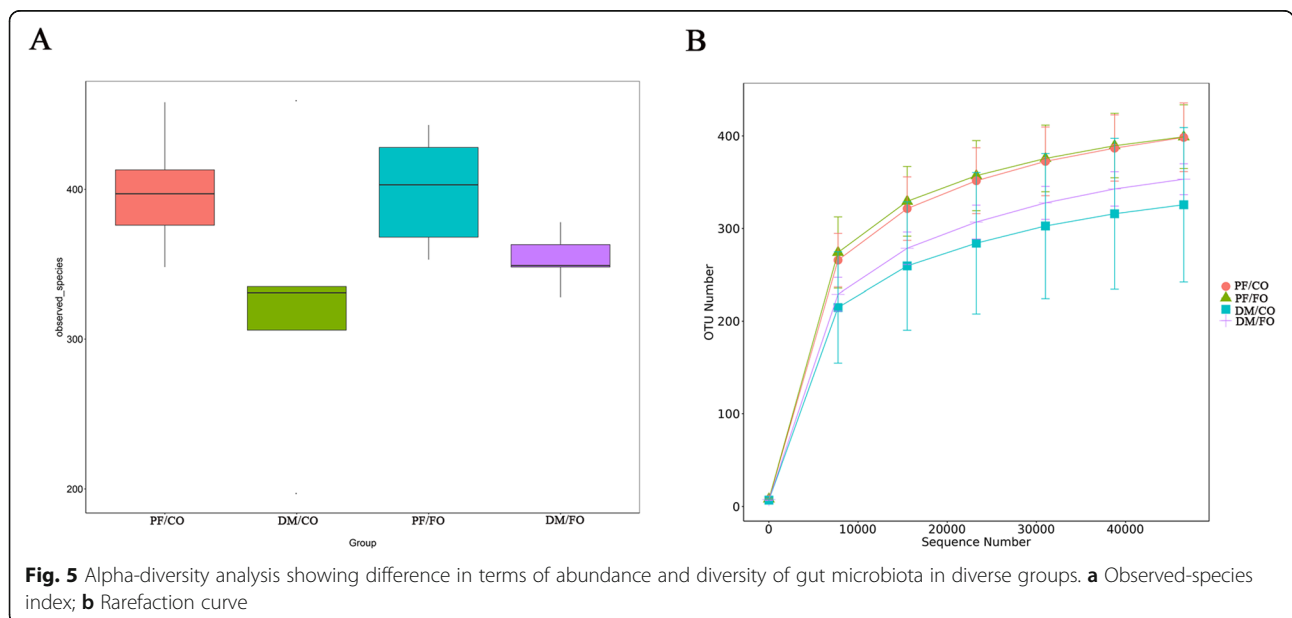 A
observed_species
400
300
200
PF/CO DM/CO PF/FO DM/FO
Group
B
OTU Number
400
300
200
100
0
0 10000 20000 30000 40000
Sequence Number
PF/CO
PF/FO
DM/CO
DM/FO
Fig. 5 Alpha-diversity analysis showing difference in terms of abundance and diversity of gut microbiota in diverse groups. a Observed-species
index; b Rarefaction curve